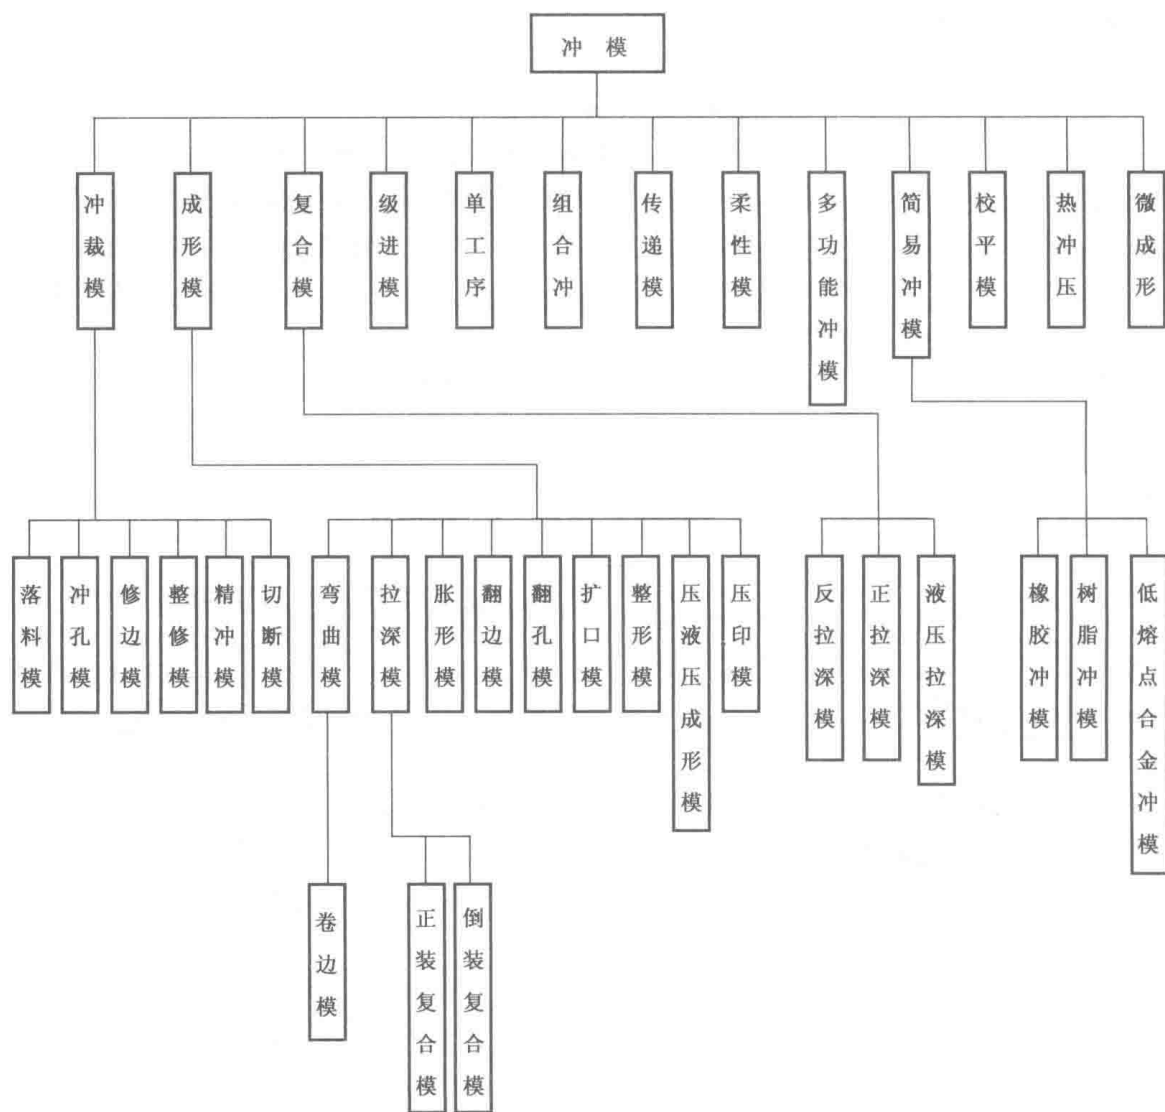 冲模
冲裁模
成形模
复合模
级进模
单工序
组合冲
传递模
柔性模
多功能冲模
简易冲模
校平模
热冲压
微成形
落料模
冲孔模
修边模
整修模
精冲模
切断模
弯曲模
拉深模
胀形模
翻边模
翻孔模
扩口模
整形模
压液压成形模
压印模
反拉深模
正拉深模
液压拉深模
橡胶冲模
树脂冲模
低熔点合金冲模
卷边模
正装复合模
倒装复合模